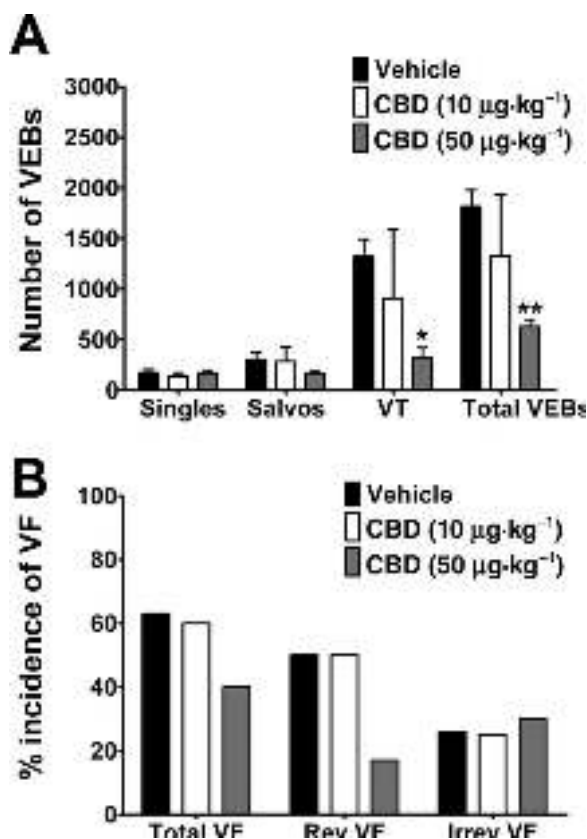 A
Vehicle
CBD (10 µg·kg⁻¹)
CBD (50 µg·kg⁻¹)
Number of VEBs
3000
2500
2000
1500
1000
500
0
*
**
Singles Salvos VT Total VEBs
B
Vehicle
CBD (10 µg·kg⁻¹)
CBD (50 µg·kg⁻¹)
% incidence of VF
100
80
60
40
20
0
Total VF Rev VF Irrev VF